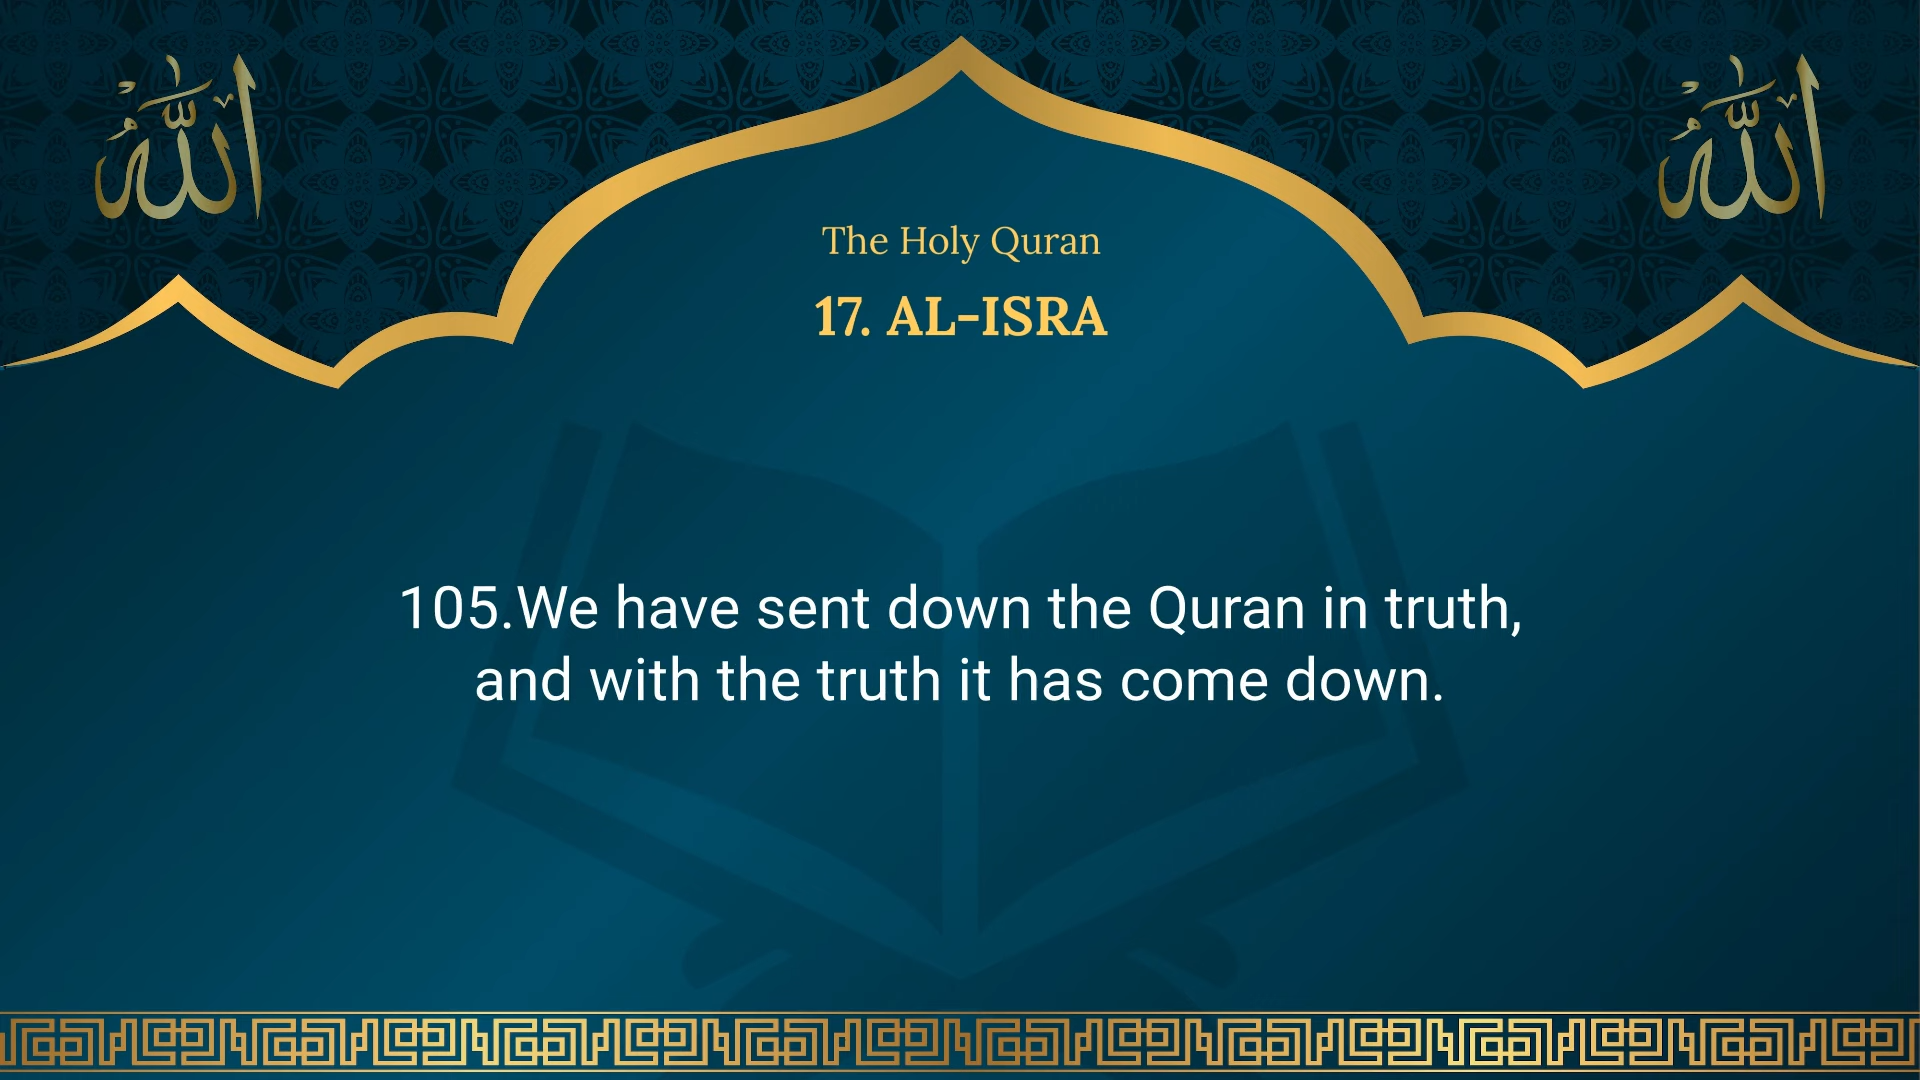 الله
الله
The Holy Quran
17. AL-ISRA
105.We have sent down the Quran in truth,
and with the truth it has come down.